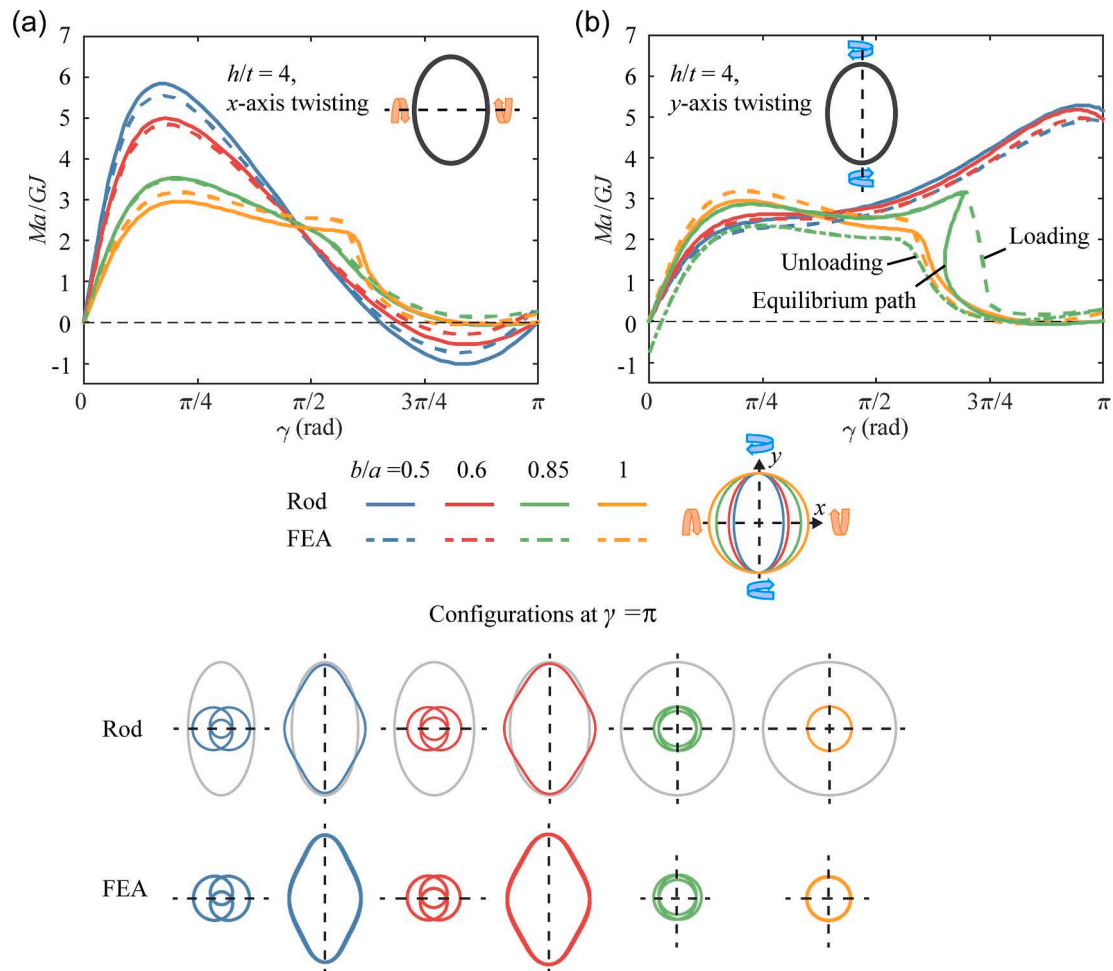 (a)
7
6
5
4
3
2
1
0
-1
Ma/GJ
h/t = 4,
x-axis twisting
0
π/4
π/2
3π/4
π
γ (rad)
(b)
7
6
5
4
3
2
1
0
-1
Ma/GJ
h/t = 4,
y-axis twisting
Unloading
Loading
Equilibrium path
0
π/4
π/2
3π/4
π
γ (rad)
b/a =0.5 0.6 0.85 1
Rod
FEA
y
x
Configurations at γ =π
Rod
FEA